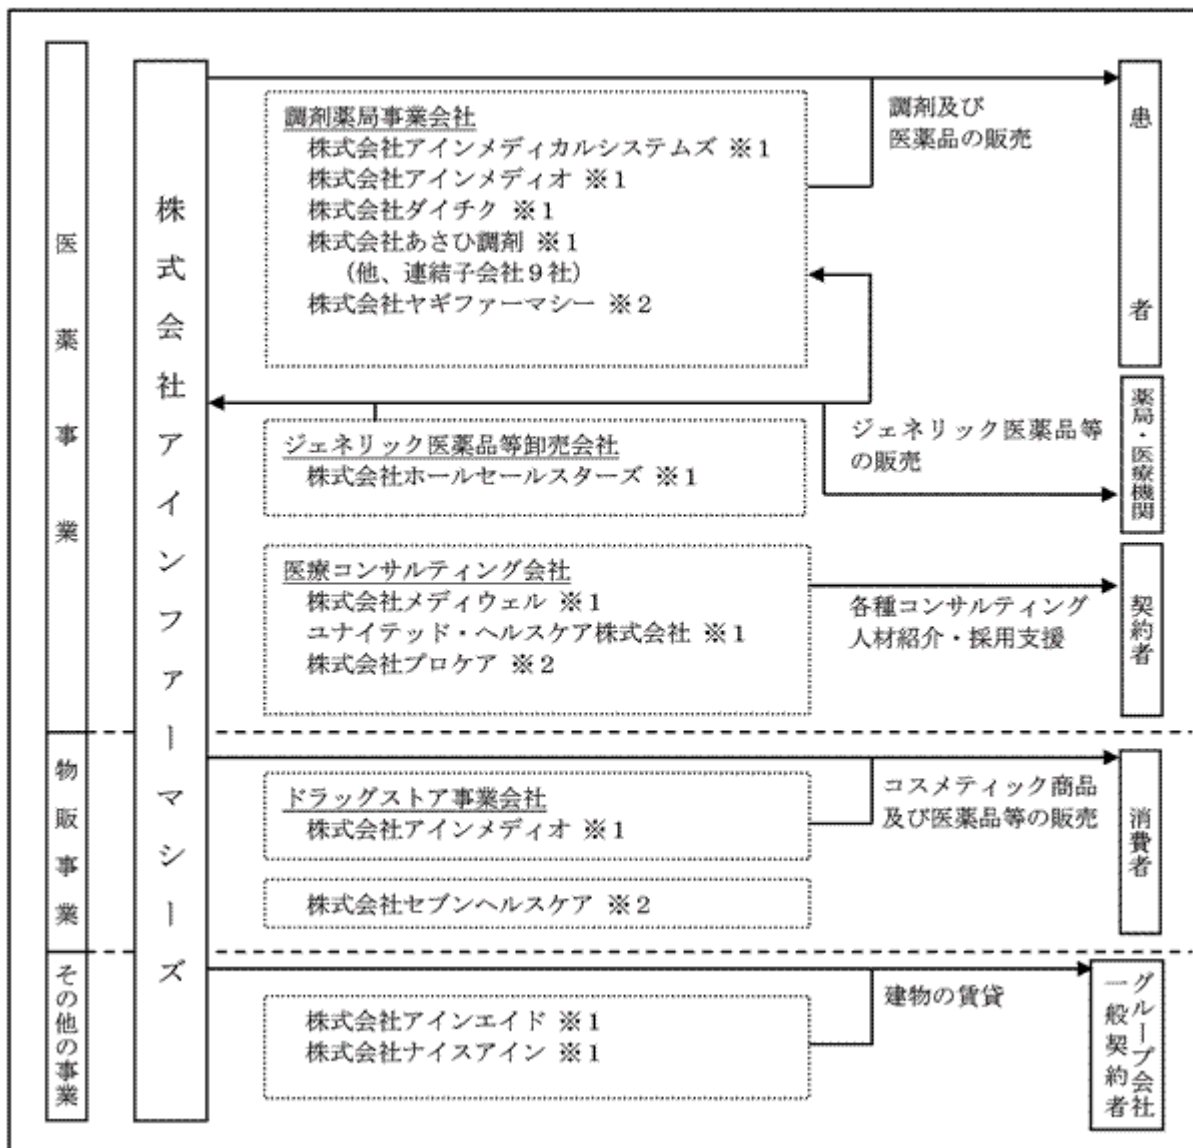 医薬事業
株式会社アインファーマシーズ
調剤薬局事業会社
株式会社アインメディカルシステムズ ※1
株式会社アインメディオ ※1
株式会社ダイチク ※1
株式会社あさひ調剤 ※1
（他、連結子会社9社）
株式会社ヤギファーマシー ※2
調剤及び
医薬品の販売
患者
ジェネリック医薬品等卸売会社
株式会社ホールセールスターズ ※1
ジェネリック医薬品等
の販売
薬局・医療機関
医療コンサルティング会社
株式会社メディウェル ※1
ユナイテッド・ヘルスケア株式会社 ※1
株式会社プロケア ※2
各種コンサルティング
人材紹介・採用支援
契約者
物販事業
ドラッグストア事業会社
株式会社アインメディオ ※1
株式会社セブンヘルスケア ※2
コスメティック商品
及び医薬品等の販売
消費者
その他の事業
株式会社アインエイド ※1
株式会社ナイスアイン ※1
建物の賃貸
グループ会社
一般契約者